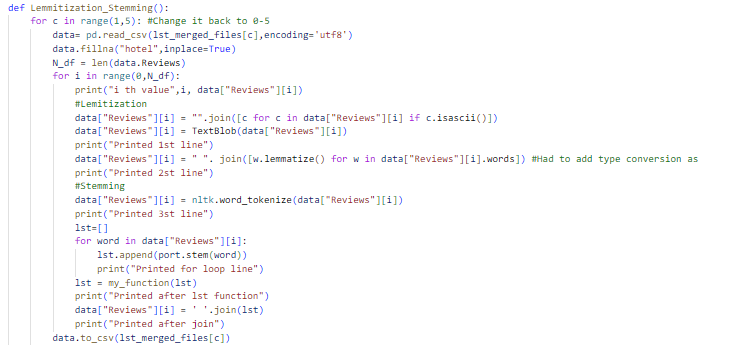 def Lemmitization_Stemming():
    for c in range(1,5): #Change it back to 0-5
        data= pd.read_csv(lst_merged_files[c],encoding='utf8')
        data.fillna("hotel",inplace=True)
        N_df = len(data.Reviews)
        for i in range(0,N_df):
            print("i th value",i, data["Reviews"][i])
            #Lemitization
            data["Reviews"][i] = "".join([c for c in data["Reviews"][i] if c.isascii()])
            data["Reviews"][i] = TextBlob(data["Reviews"][i])
            print("Printed 1st line")
            data["Reviews"][i] = " ". join([w.lemmatize() for w in data["Reviews"][i].words]) #Had to add type conversion as
            print("Printed 2st line")
            #Stemming
            data["Reviews"][i] = nltk.word_tokenize(data["Reviews"][i])
            print("Printed 3st line")
            lst=[]
            for word in data["Reviews"][i]:
                lst.append(port.stem(word))
                print("Printed for loop line")
            lst = my_function(lst)
            print("Printed after lst function")
            data["Reviews"][i] = ' '.join(lst)
            print("Printed after join")
        data.to_csv(lst_merged_files[c])